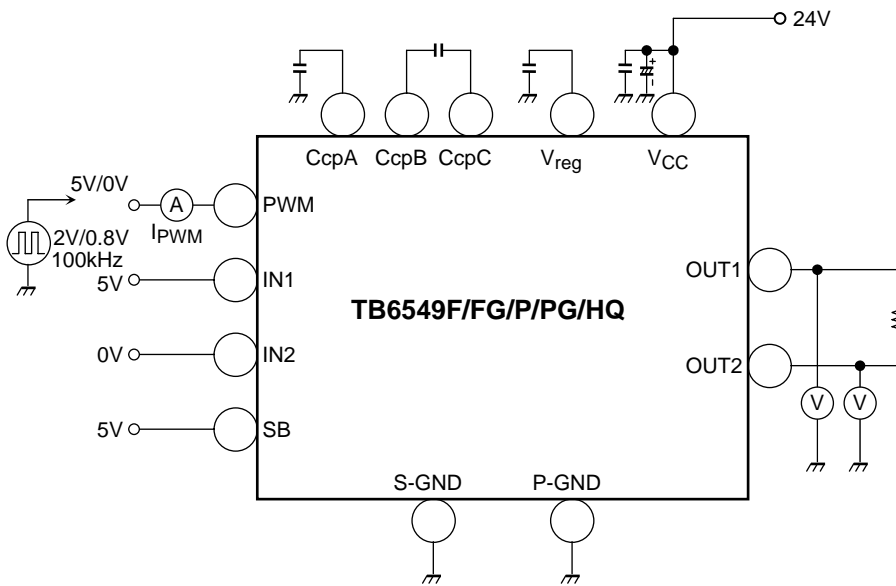 24V
+
−
CcpA
CcpB
CcpC
Vreg
VCC
5V/0V
A
IPWM
PWM
2V/0.8V
100kHz
5V
IN1
OUT1
TB6549F/FG/P/PG/HQ
0V
IN2
OUT2
V
V
5V
SB
S-GND
P-GND